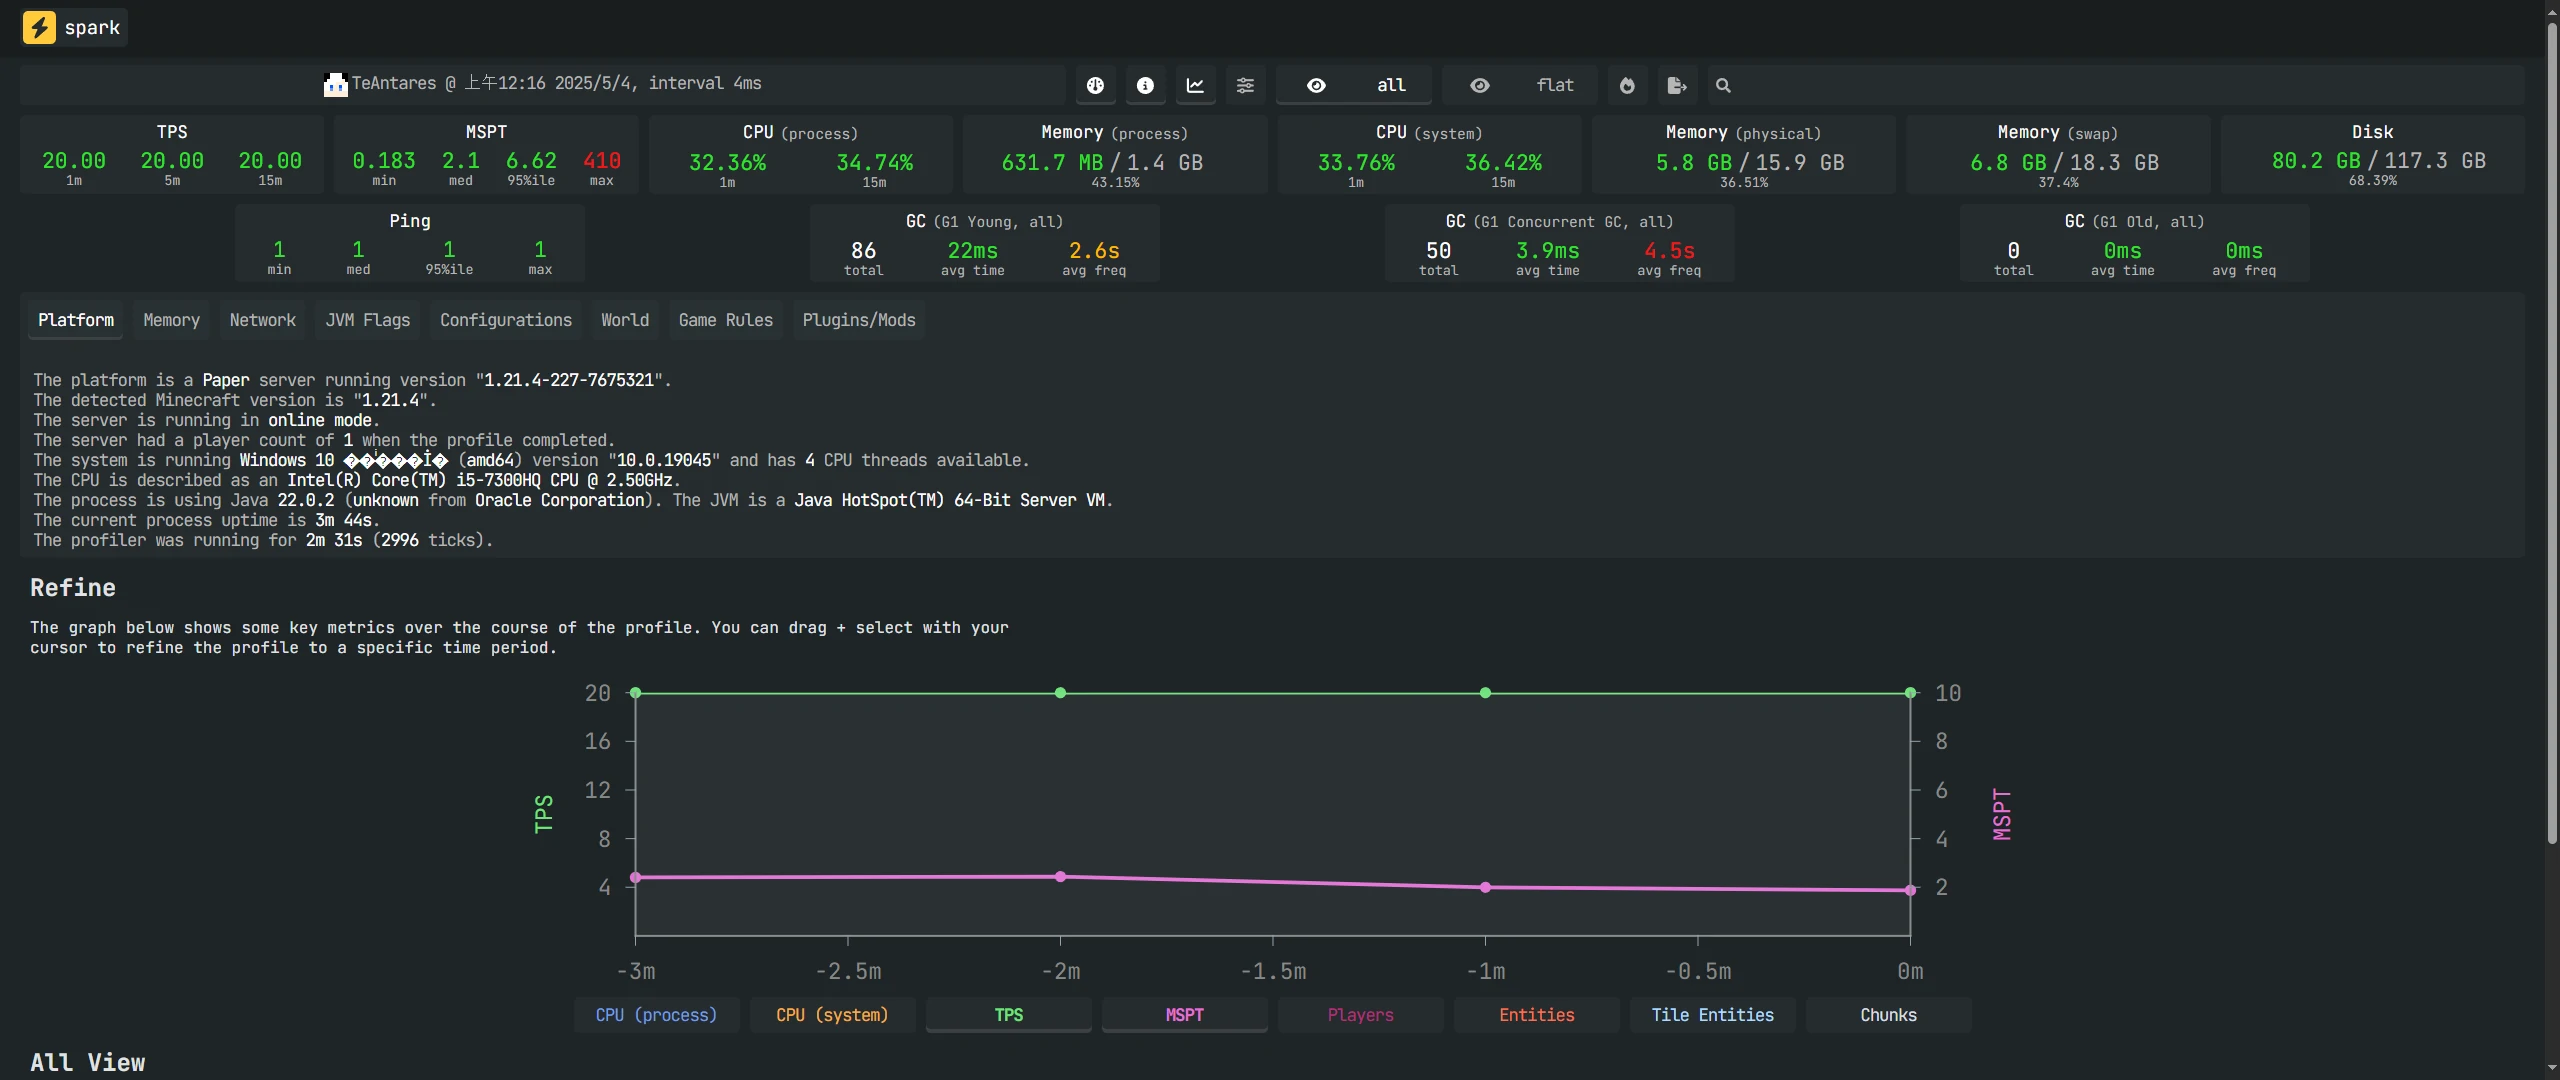 spark
TeAntares @ 上午12:16 2025/5/4, interval 4ms
all
flat
TPS
20.00 20.00 20.00
1m 5m 15m
MSPT
0.183 2.1 6.62 410
min med 95%ile max
CPU (process)
32.36% 34.74%
1m 15m
Memory (process)
631.7 MB / 1.4 GB
43.15%
CPU (system)
33.76% 36.42%
1m 15m
Memory (physical)
5.8 GB / 15.9 GB
36.51%
Memory (swap)
6.8 GB / 18.3 GB
37.4%
Disk
80.2 GB / 117.3 GB
68.39%
Ping
1 1 1 1
min med 95%ile max
GC (G1 Young, all)
86 22ms 2.6s
total avg time avg freq
GC (G1 Concurrent GC, all)
50 3.9ms 4.5s
total avg time avg freq
GC (G1 Old, all)
0 0ms 0ms
total avg time avg freq
Platform Memory Network JVM Flags Configurations World Game Rules Plugins/Mods
The platform is a Paper server running version "1.21.4-227-7675321".
The detected Minecraft version is "1.21.4".
The server is running in online mode.
The server had a player count of 1 when the profile completed.
The system is running Windows 10 (amd64) version "10.0.19045" and has 4 CPU threads available.
The CPU is described as an Intel(R) Core(TM) i5-7300HQ CPU @ 2.50GHz.
The process is using Java 22.0.2 (unknown from Oracle Corporation). The JVM is a Java HotSpot(TM) 64-Bit Server VM.
The current process uptime is 3m 44s.
The profiler was running for 2m 31s (2996 ticks).
Refine
The graph below shows some key metrics over the course of the profile. You can drag + select with your
cursor to refine the profile to a specific time period.
20 10
16 8
12 6
TPS MSPT
8 4
4 2
-3m -2.5m -2m -1.5m -1m -0.5m 0m
CPU (process) CPU (system) TPS MSPT Players Entities Tile Entities Chunks
All View